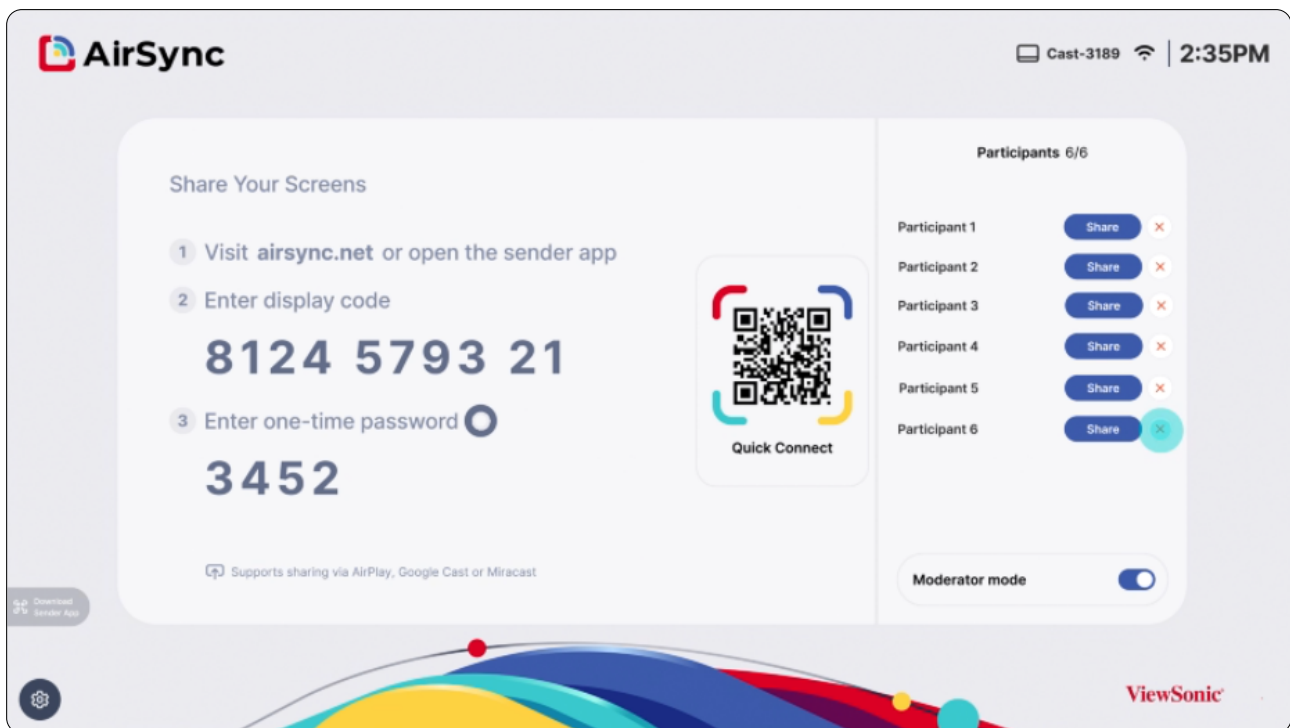 AirSync
Cast-3189
2:35PM
Share Your Screens
1 Visit airsync.net or open the sender app
2 Enter display code
8124 5793 21
3 Enter one-time password
3452
Supports sharing via AirPlay, Google Cast or Miracast
Quick Connect
Participants 6/6
Participant 1 Share
Participant 2 Share
Participant 3 Share
Participant 4 Share
Participant 5 Share
Participant 6 Share
Moderator mode
Download
Sender App
ViewSonic